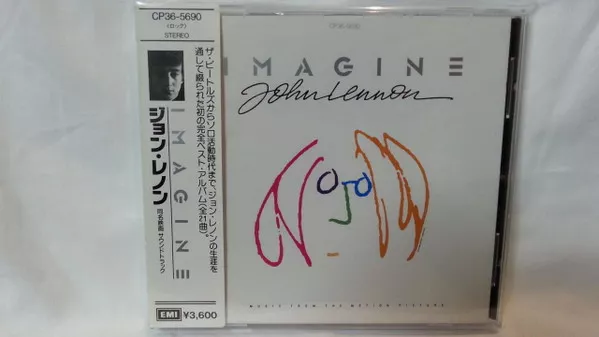 CP36-5690
〈ロック〉
STEREO
ザ・ビートルズからソロ活動時代まで、ジョン・レノンの生涯を
通して綴られた初の完全ベスト・アルバム(全21曲)。
IMAGINE
ジョン・レノン
同名映画 サウンドトラック
EMI
¥3,600
CP36-5690
IMAGINE
John Lennon
MUSIC FROM THE MOTION PICTURE